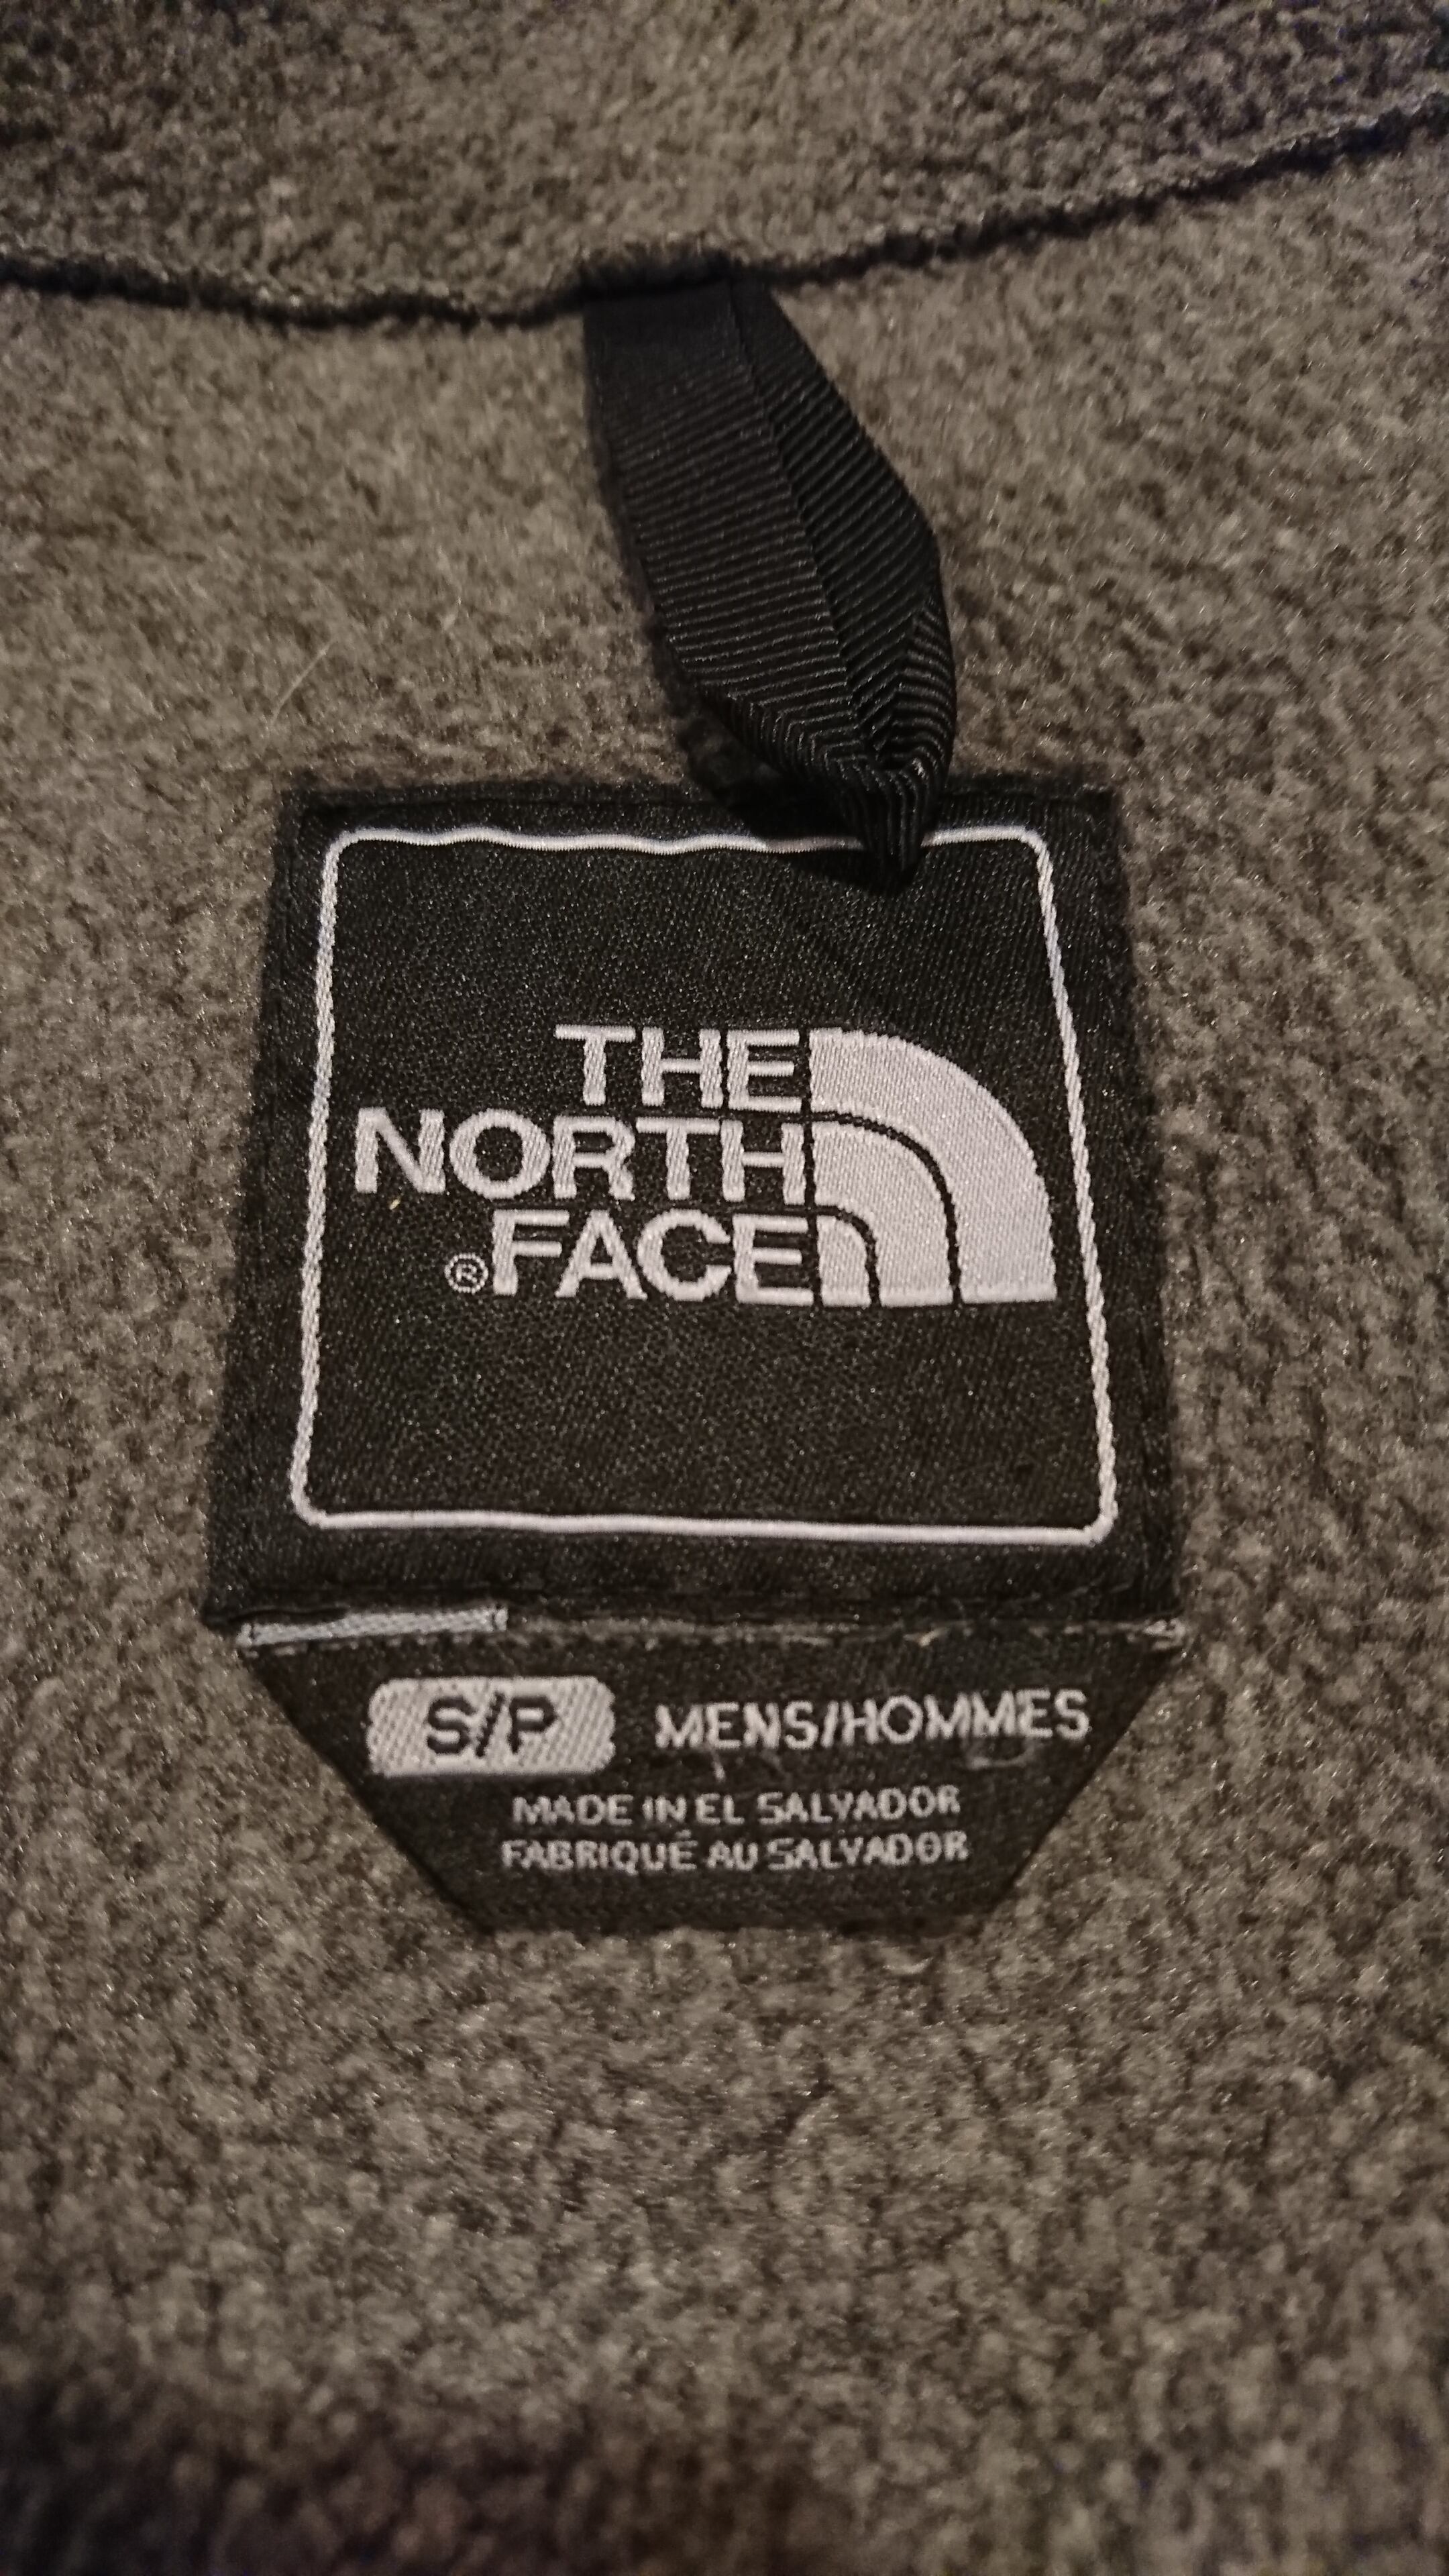 THE
NORTH
®FACE
S/P MENS/HOMMES
MADE IN EL SALVADOR
FABRIQUÉ AU SALVADOR